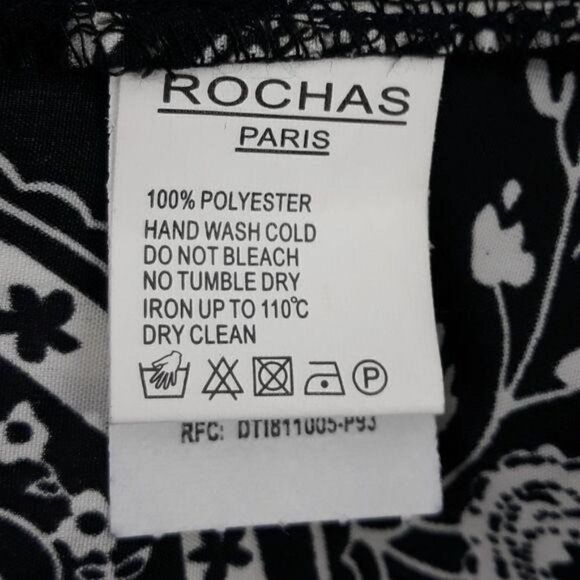 ROCHAS
PARIS
100% POLYESTER
HAND WASH COLD
DO NOT BLEACH
NO TUMBLE DRY
IRON UP TO 110℃
DRY CLEAN
P
RFC: DTI811005-P93